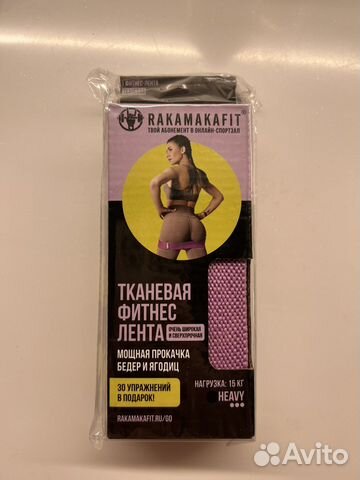 ФИТНЕС-ЛЕНТА
RAKAMAKAFIT®
ТВОЙ АБОНЕМЕНТ В ОНЛАЙН-СПОРТЗАЛ
ТКАНЕВАЯ
ФИТНЕС
ЛЕНТА
ОЧЕНЬ ШИРОКАЯ
И СВЕРХПРОЧНАЯ
МОЩНАЯ ПРОКАЧКА
БЕДЕР И ЯГОДИЦ
30 УПРАЖНЕНИЙ
В ПОДАРОК!
НАГРУЗКА: 15 КГ
HEAVY
RAKAMAKAFIT.RU/GO
Avito